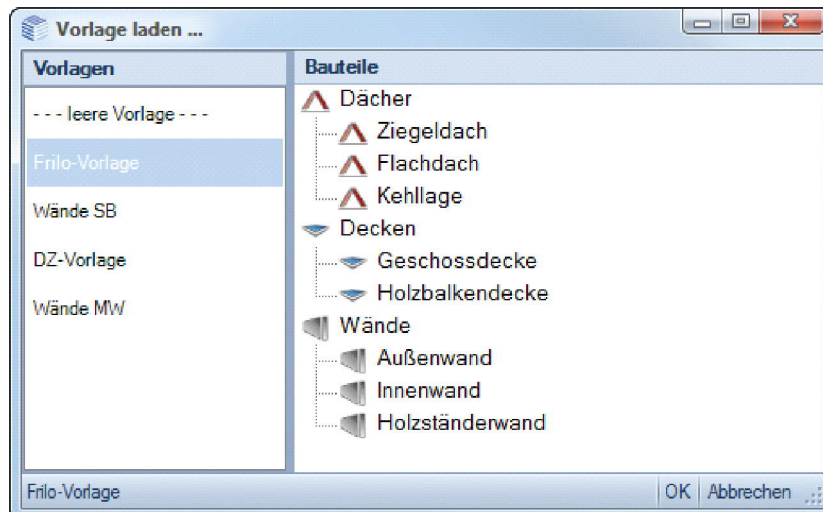 Vorlage laden ...
Vorlagen
- - - leere Vorlage - - -
Frilo-Vorlage
Wände SB
DZ-Vorlage
Wände MW
Bauteile
Dächer
Ziegeldach
Flachdach
Kehllage
Decken
Geschossdecke
Holzbalkendecke
Wände
Außenwand
Innenwand
Holzständerwand
Frilo-Vorlage
OK Abbrechen